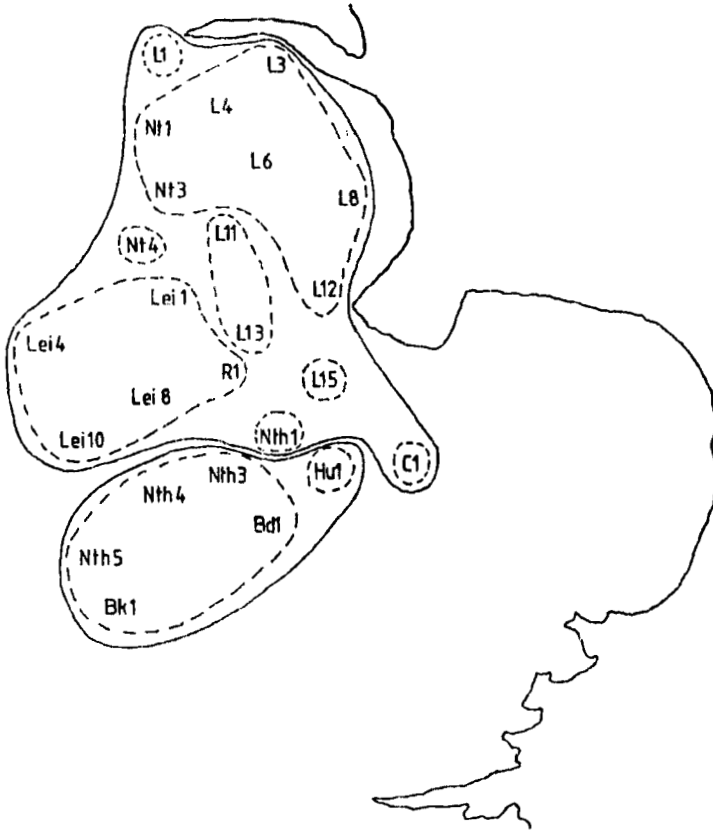 L1
L3
L4
Nt1
L6
Nt3
L8
L11
Nt4
Lei1
L12
Lei4
L13
R1
L15
Lei8
Lei10
Nth1
C1
Hu1
Nth3
Nth4
Bd1
Nth5
Bk1